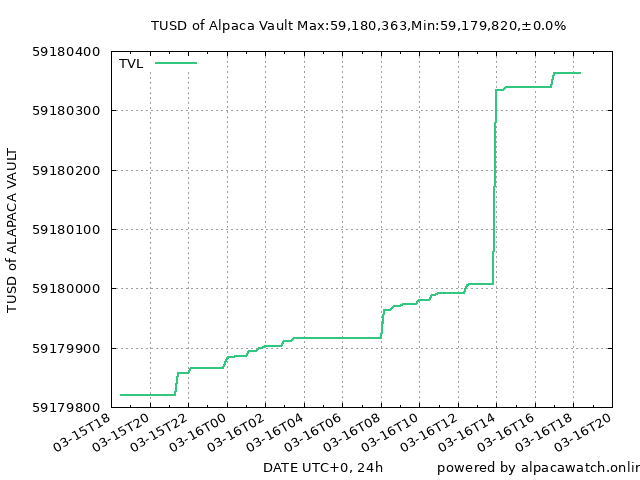 TUSD of Alpaca Vault Max:59,180,363,Min:59,179,820,±0.0%
TVL
59180400
59180300
59180200
59180100
59180000
59179900
59179800
TUSD of ALAPACA VAULT
03-15T18
03-15T20
03-15T22
03-16T00
03-16T02
03-16T04
03-16T06
03-16T08
03-16T10
03-16T12
03-16T14
03-16T16
03-16T18
03-16T20
DATE UTC+0, 24h
powered by alpacawatch.onlin